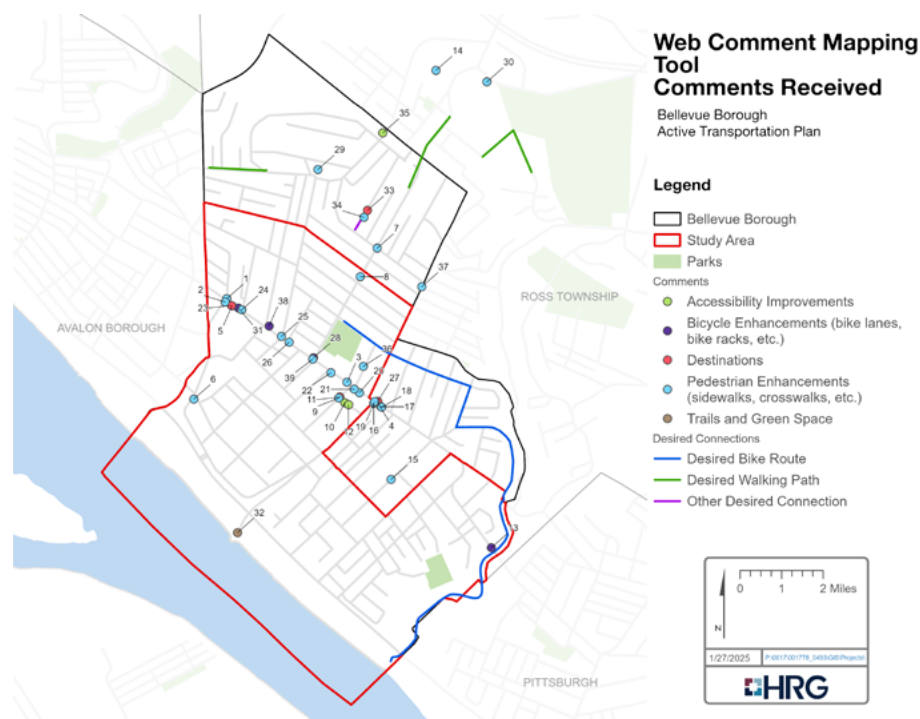 Web Comment Mapping
Tool
Comments Received
Bellevue Borough
Active Transportation Plan
Legend
Bellevue Borough
Study Area
Parks
Comments
Accessibility Improvements
Bicycle Enhancements (bike lanes,
bike racks, etc.)
Destinations
Pedestrian Enhancements
(sidewalks, crosswalks, etc.)
Trails and Green Space
Desired Connections
Desired Bike Route
Desired Walking Path
Other Desired Connection
14
30
35
29
33
34
7
8
37
ROSS TOWNSHIP
1
2
24
23
5
31
38
25
AVALON BOROUGH
26
28
39
36
3
27
22
21
18
6
11
9
17
10
19
4
16
15
32
PITTSBURGH
0 1 2 Miles
N
1/27/2025
HRG